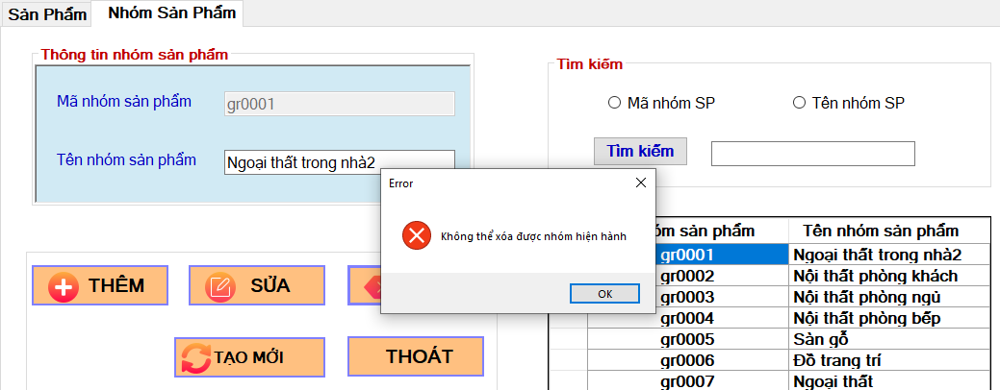 Sản Phẩm
Nhóm Sản Phẩm
Thông tin nhóm sản phẩm
Mã nhóm sản phẩm
gr0001
Tên nhóm sản phẩm
Ngoại thất trong nhà2
Tìm kiếm
Mã nhóm SP
Tên nhóm SP
Tìm kiếm
Error
Không thể xóa được nhóm hiện hành
OK
THÊM
SỬA
TẠO MỚI
THOÁT
sản phẩm
Tên nhóm sản phẩm
gr0001
Ngoại thất trong nhà2
gr0002
Nội thất phòng khách
gr0003
Nội thất phòng ngủ
gr0004
Nội thất phòng bếp
gr0005
Sàn gỗ
gr0006
Đồ trang trí
gr0007
Ngoại thất